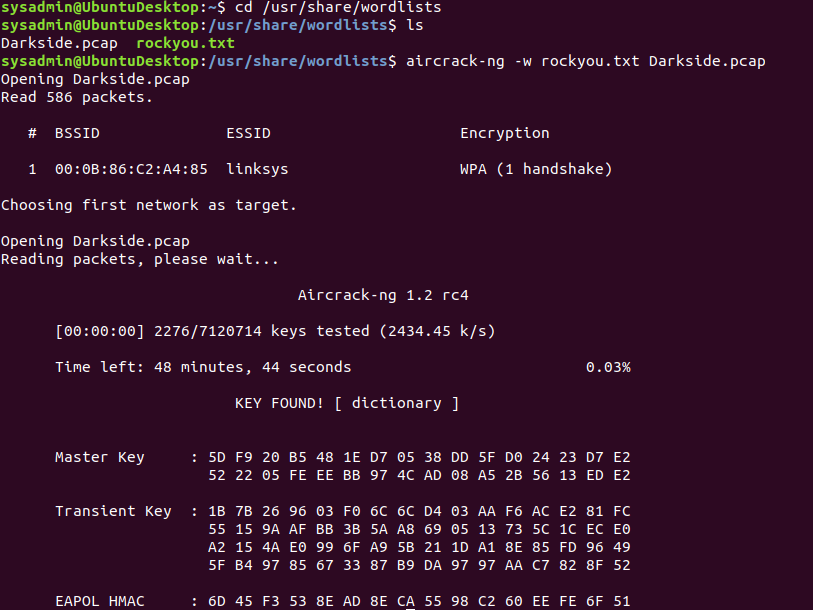 sysadmin@UbuntuDesktop:~$ cd /usr/share/wordlists
sysadmin@UbuntuDesktop:/usr/share/wordlists$ ls
Darkside.pcap rockyou.txt
sysadmin@UbuntuDesktop:/usr/share/wordlists$ aircrack-ng -w rockyou.txt Darkside.pcap
Opening Darkside.pcap
Read 586 packets.
# BSSID ESSID Encryption
1 00:0B:86:C2:A4:85 linksys WPA (1 handshake)
Choosing first network as target.
Opening Darkside.pcap
Reading packets, please wait...
Aircrack-ng 1.2 rc4
[00:00:00] 2276/7120714 keys tested (2434.45 k/s)
Time left: 48 minutes, 44 seconds 0.03%
KEY FOUND! [ dictionary ]
Master Key : 5D F9 20 B5 48 1E D7 05 38 DD 5F D0 24 23 D7 E2
52 22 05 FE EE BB 97 4C AD 08 A5 2B 56 13 ED E2
Transient Key : 1B 7B 26 96 03 F0 6C 6C D4 03 AA F6 AC E2 81 FC
55 15 9A AF BB 3B 5A A8 69 05 13 73 5C 1C EC E0
A2 15 4A E0 99 6F A9 5B 21 1D A1 8E 85 FD 96 49
5F B4 97 85 67 33 87 B9 DA 97 97 AA C7 82 8F 52
EAPOL HMAC : 6D 45 F3 53 8E AD 8E CA 55 98 C2 60 EE FE 6F 51